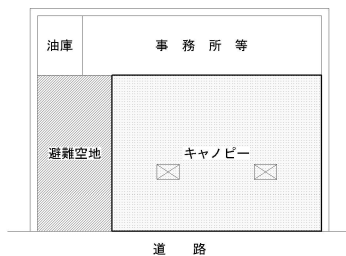 油庫
事 務 所 等
避難空地
キャノピー
道 路